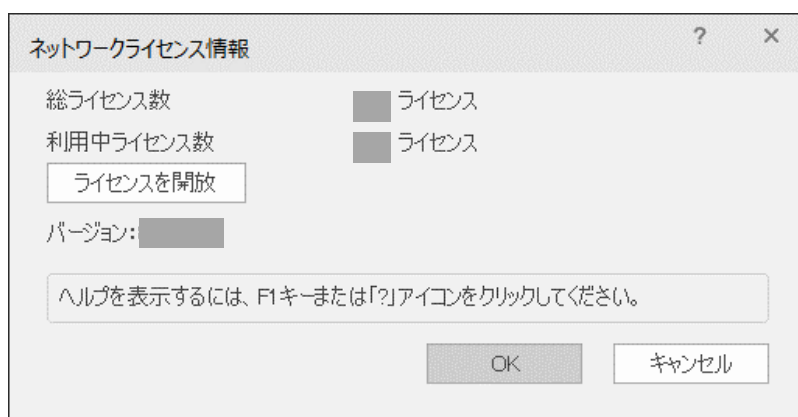 ネットワークライセンス情報 ? ×
総ライセンス数 ライセンス
利用中ライセンス数 ライセンス
ライセンスを開放
バージョン:
ヘルプを表示するには、F1キーまたは「?」アイコンをクリックしてください。
OK キャンセル